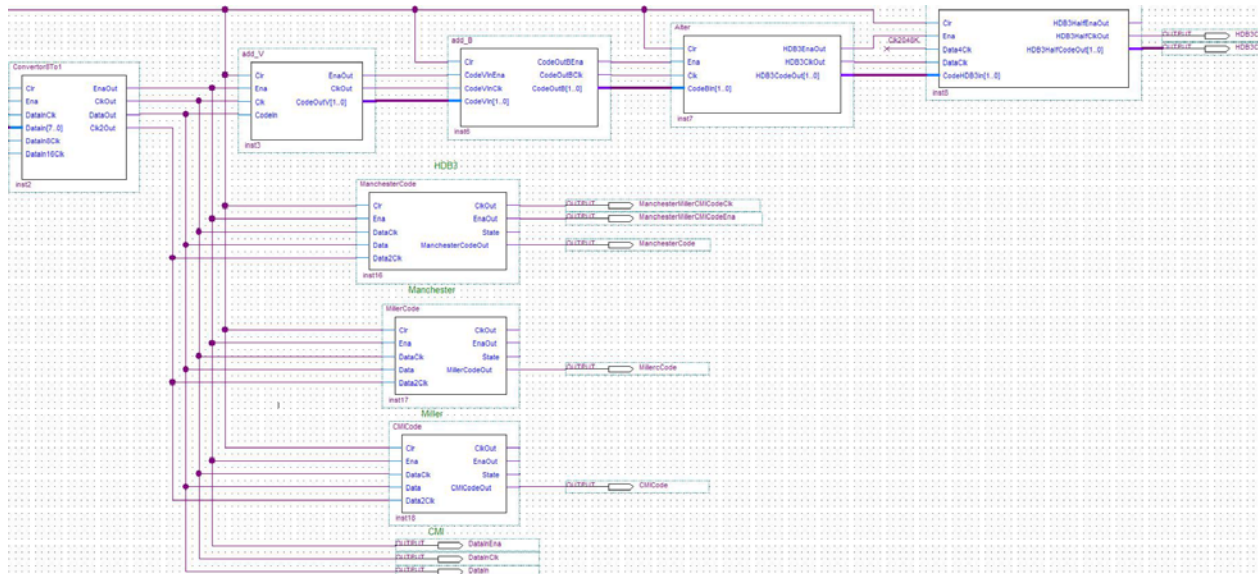 Convertor8To1
Clr EnaOut
Ena ClkOut
DataInClk DataOut
DataIn[7..0] Clk2Out
DataIn8Clk
DataIn16Clk
inst2
add_V
Clr EnaOut
Ena ClkOut
Clk CodeOutV[1..0]
CodeIn
inst3
add_B
Clr CodeOutBEna
CodeVInEna CodeOutBClk
CodeVInClk CodeOutB[1..0]
CodeVIn[1..0]
inst6
Alter
Clr HDB3EnaOut
Ena HDB3ClkOut
Clk HDB3CodeOut[1..0]
CodeBIn[1..0]
inst7
Clk2048K
Clr HDB3HalfEnaOut
Ena HDB3HalfClkOut
Data4Clk HDB3HalfCodeOut[1..0]
DataClk
CodeHDB3In[1..0]
OUTPUT
OUTPUT
HDB3
ManchesterCode
Clr ClkOut
Ena EnaOut
DataClk State
Data ManchesterCodeOut
Data2Clk
inst16
OUTPUT ManchesterMillerCMICodeClk
OUTPUT ManchesterMillerCMICodeEna
OUTPUT ManchesterCode
Manchester
MillerCode
Clr ClkOut
Ena EnaOut
DataClk State
Data MillerCodeOut
Data2Clk
inst17
OUTPUT MillercCode
Miller
CMICode
Clr ClkOut
Ena EnaOut
DataClk State
Data CMICodeOut
Data2Clk
inst18
OUTPUT CMICode
CMI
OUTPUT DataInEna
OUTPUT DataInClk
OUTPUT DataIn